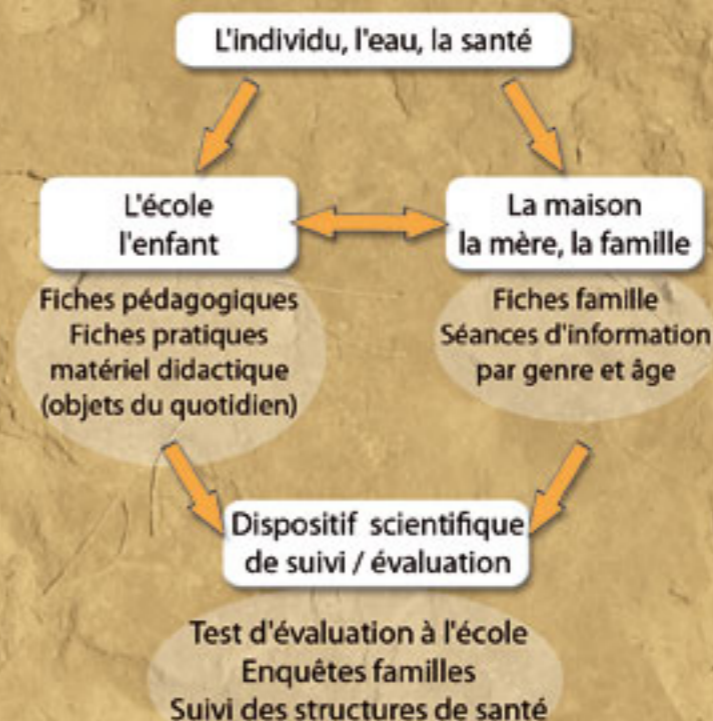 L'individu, l'eau, la santé
L'école
l'enfant
La maison
la mère, la famille
Fiches pédagogiques
Fiches pratiques
matériel didactique
(objets du quotidien)
Fiches famille
Séances d'information
par genre et âge
Dispositif scientifique
de suivi / évaluation
Test d'évaluation à l'école
Enquêtes familles
Suivi des structures de santé